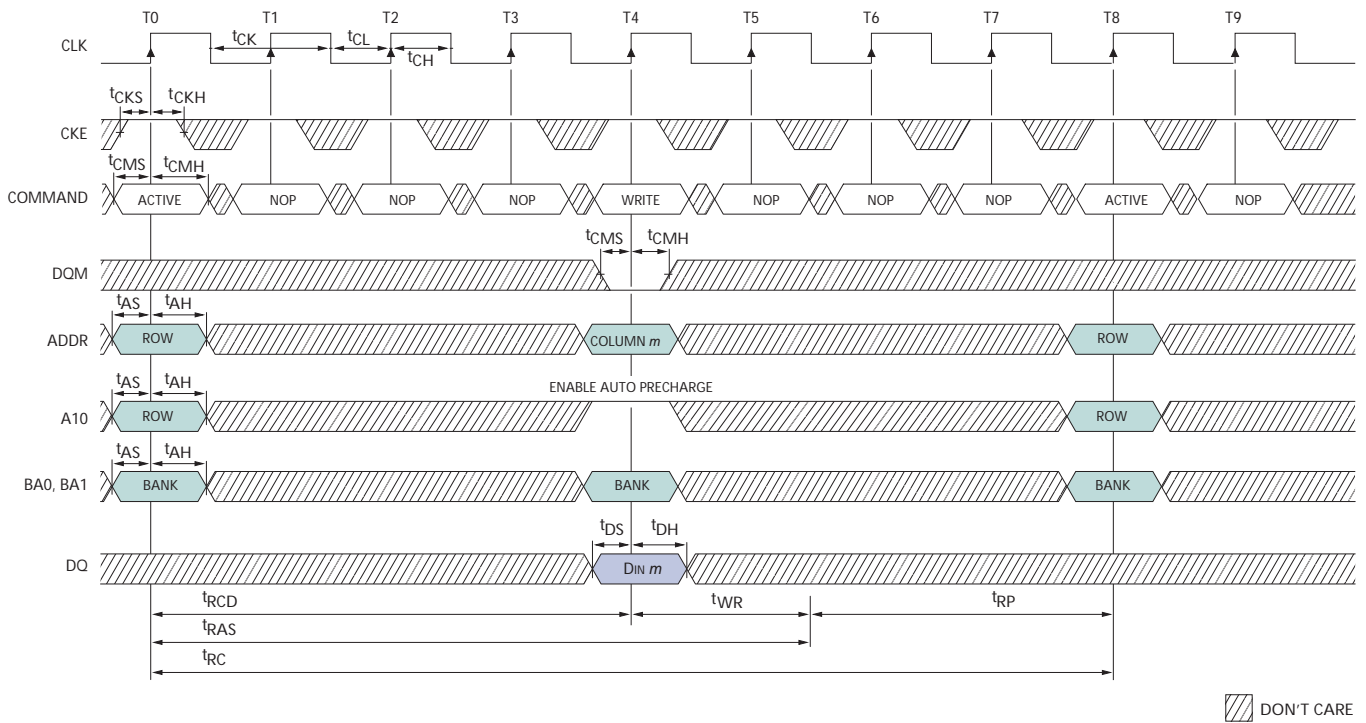 T0 T1 T2 T3 T4 T5 T6 T7 T8 T9
CLK tCK tCL tCH
tCKS tCKH
CKE
tCMS tCMH
COMMAND ACTIVE NOP NOP NOP WRITE NOP NOP NOP ACTIVE NOP
tCMS tCMH
DQM
tAS tAH
ADDR ROW COLUMN m ROW
ENABLE AUTO PRECHARGE
tAS tAH
A10 ROW ROW
tAS tAH
BA0, BA1 BANK BANK BANK
tDS tDH
DQ DIN m
tRCD tWR tRP
tRAS
tRC
DON'T CARE